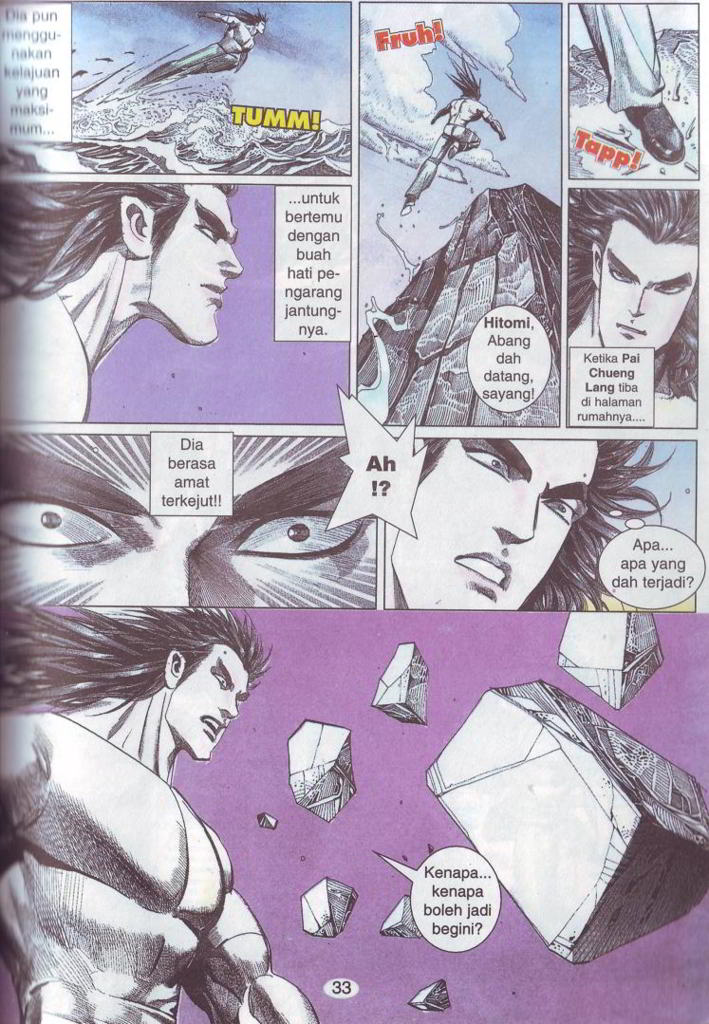 Dia pun
menggu-
nakan
kelajuan
yang
maksi-
mum...
TUMM!
Fruh!
Tapp!
...untuk
bertemu
dengan
buah
hati pe-
ngarang
jantung-
nya.
Hitomi,
Abang
dah
datang,
sayang!
Ketika Pai
Chueng
Lang tiba
di halaman
rumahnya....
Dia
berasa
amat
terkejut!!
Ah
!?
Apa...
apa yang
dah terjadi?
Kenapa...
kenapa
boleh jadi
begini?
33